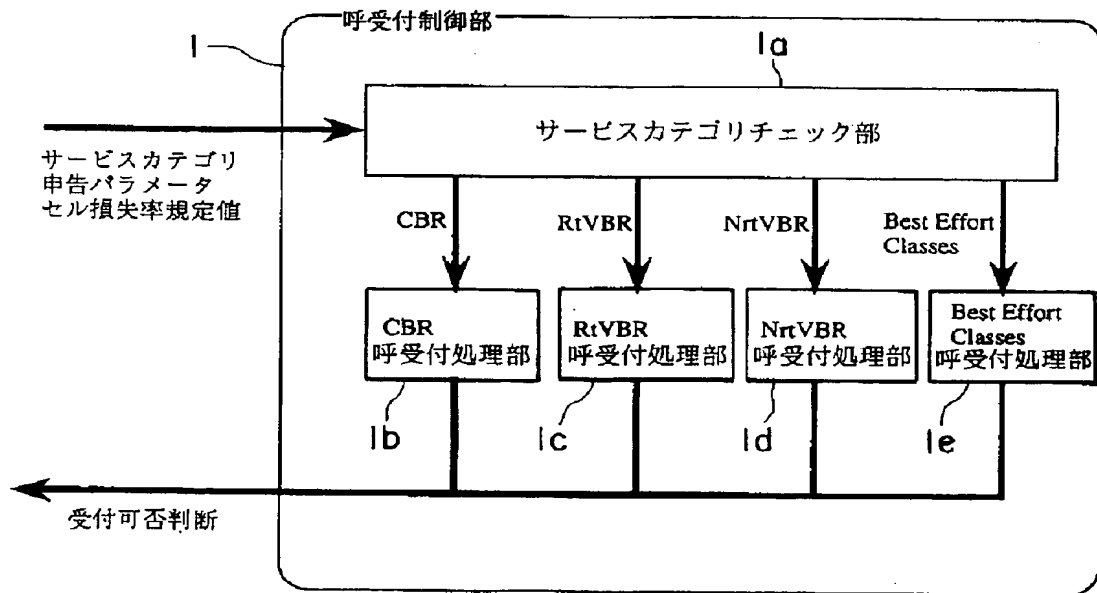 呼受付制御部
1
1a
サービスカテゴリチェック部
サービスカテゴリ
申告パラメータ
セル損失率規定値
CBR
RtVBR
NrtVBR
Best Effort
Classes
CBR
呼受付処理部
RtVBR
呼受付処理部
NrtVBR
呼受付処理部
Best Effort
Classes
呼受付処理部
1b
1c
1d
1e
受付可否判断